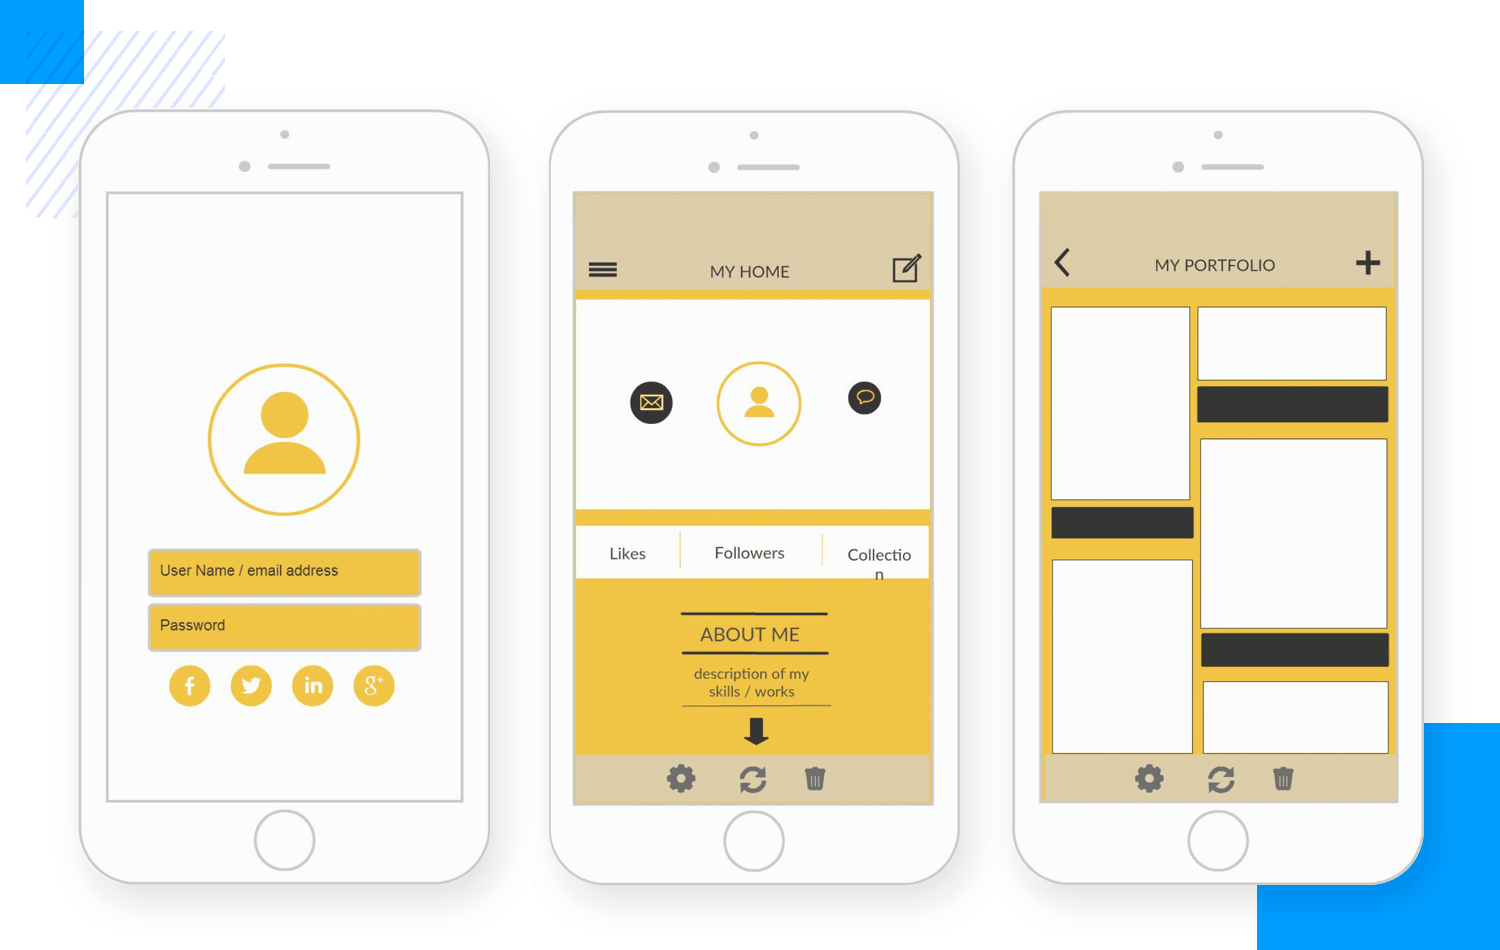 User Name / email address
Password
f
in
g+
MY HOME
Likes
Followers
Collectio
n
ABOUT ME
description of my
skills / works
MY PORTFOLIO